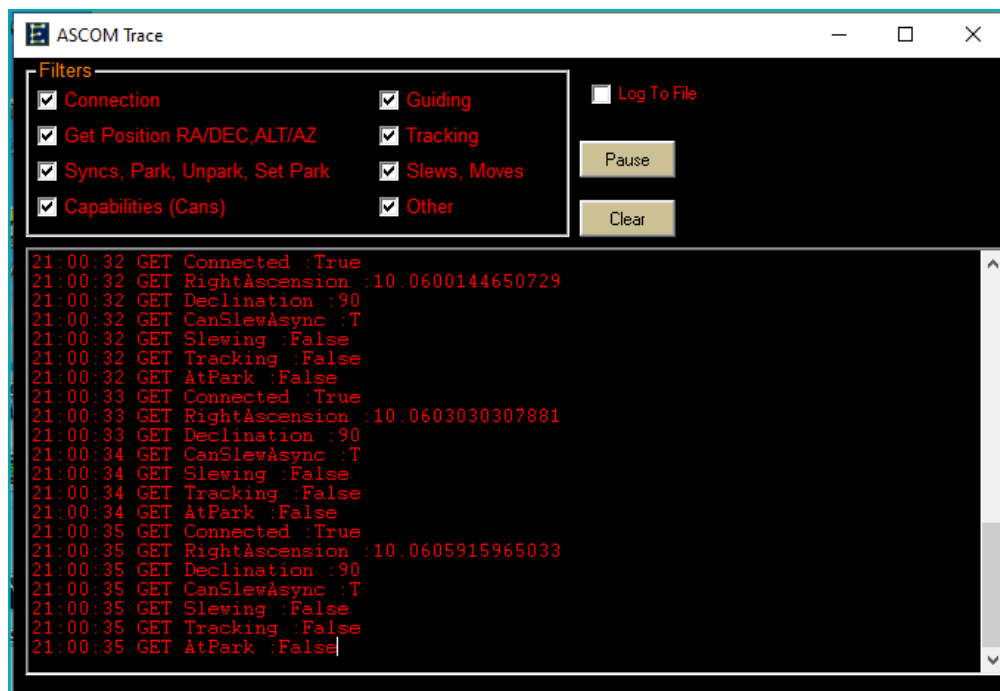 ASCOM Trace
Filters
Connection
Guiding
Log To File
Get Position RA/DEC,ALT/AZ
Tracking
Pause
Syncs, Park, Unpark, Set Park
Slews, Moves
Capabilities (Cans)
Other
Clear
21:00:32 GET Connected :True
21:00:32 GET RightAscension :10.0600144650729
21:00:32 GET Declination :90
21:00:32 GET CanSlewAsync :T
21:00:32 GET Slewing :False
21:00:32 GET Tracking :False
21:00:32 GET AtPark :False
21:00:33 GET Connected :True
21:00:33 GET RightAscension :10.0603030307881
21:00:33 GET Declination :90
21:00:34 GET CanSlewAsync :T
21:00:34 GET Slewing :False
21:00:34 GET Tracking :False
21:00:34 GET AtPark :False
21:00:35 GET Connected :True
21:00:35 GET RightAscension :10.0605915965033
21:00:35 GET Declination :90
21:00:35 GET CanSlewAsync :T
21:00:35 GET Slewing :False
21:00:35 GET Tracking :False
21:00:35 GET AtPark :False